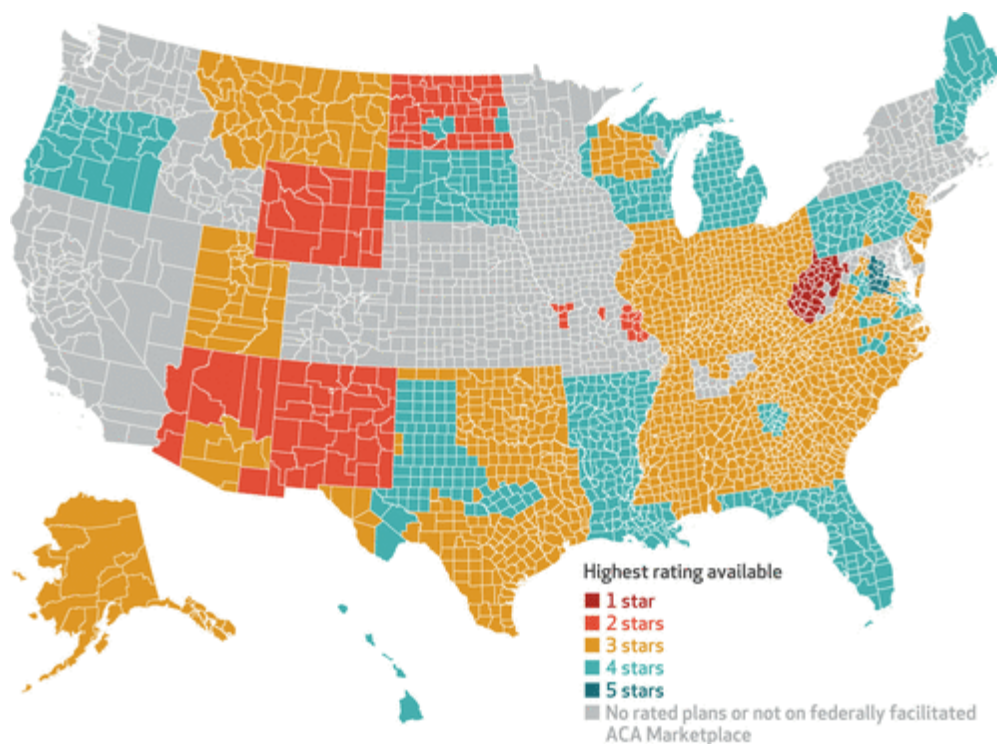 Highest rating available
1 star
2 stars
3 stars
4 stars
5 stars
No rated plans or not on federally facilitated
ACA Marketplace